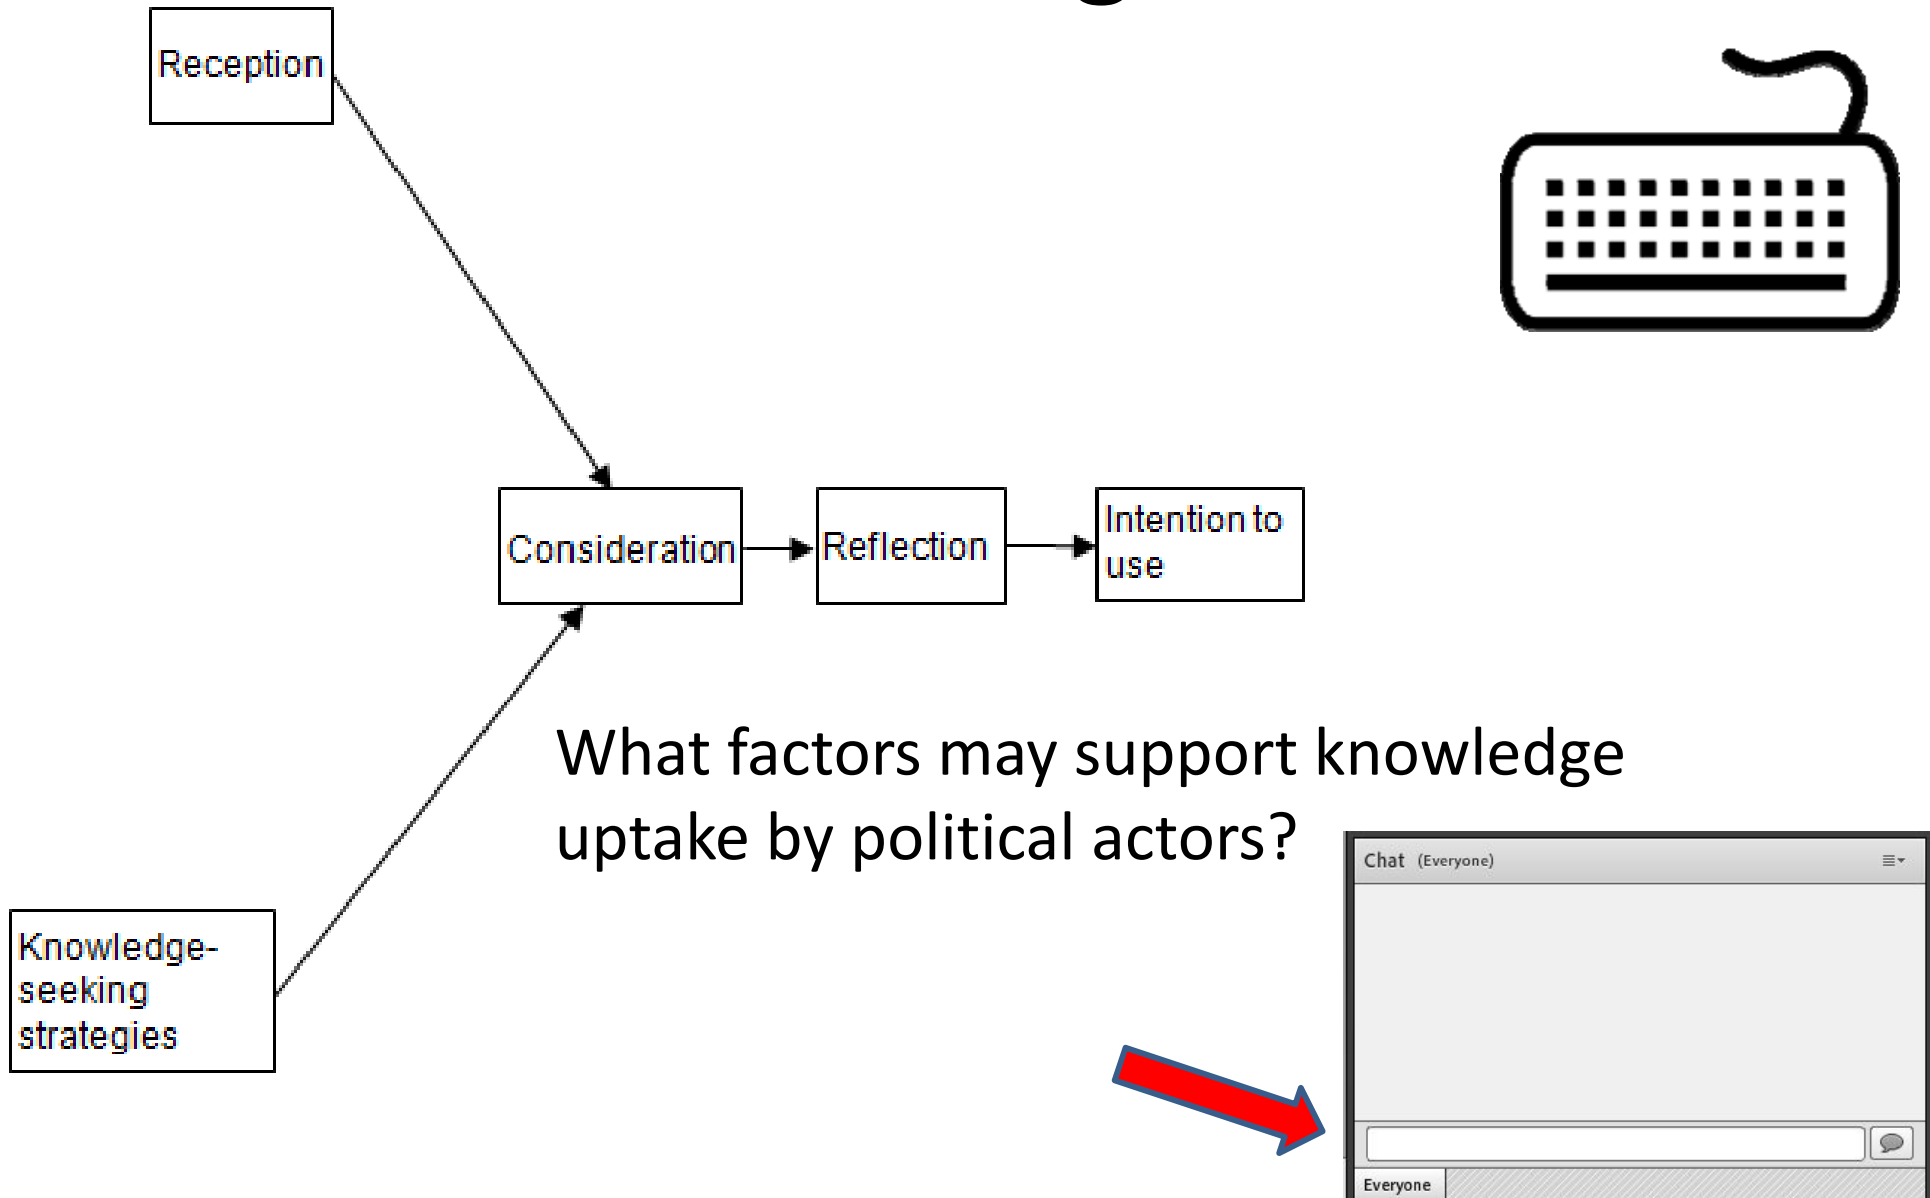 Reception
Consideration
Reflection
Intention to
use
What factors may support knowledge
uptake by political actors?
Knowledge-
seeking
strategies
Chat (Everyone)
Everyone